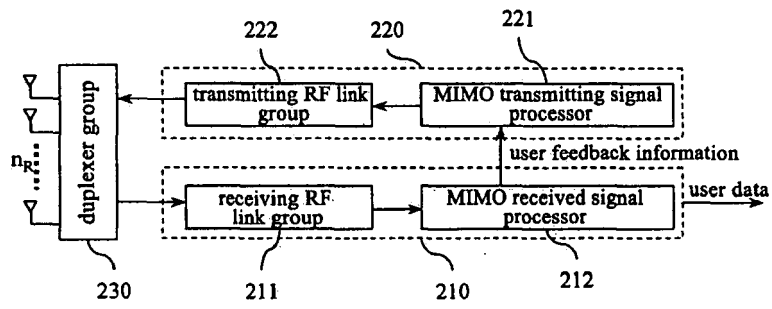 222
220
221
transmitting RF link
group
MIMO transmitting signal
processor
duplexer group
nR
user feedback information
user data
receiving RF
link group
MIMO received signal
processor
230
211
210
212